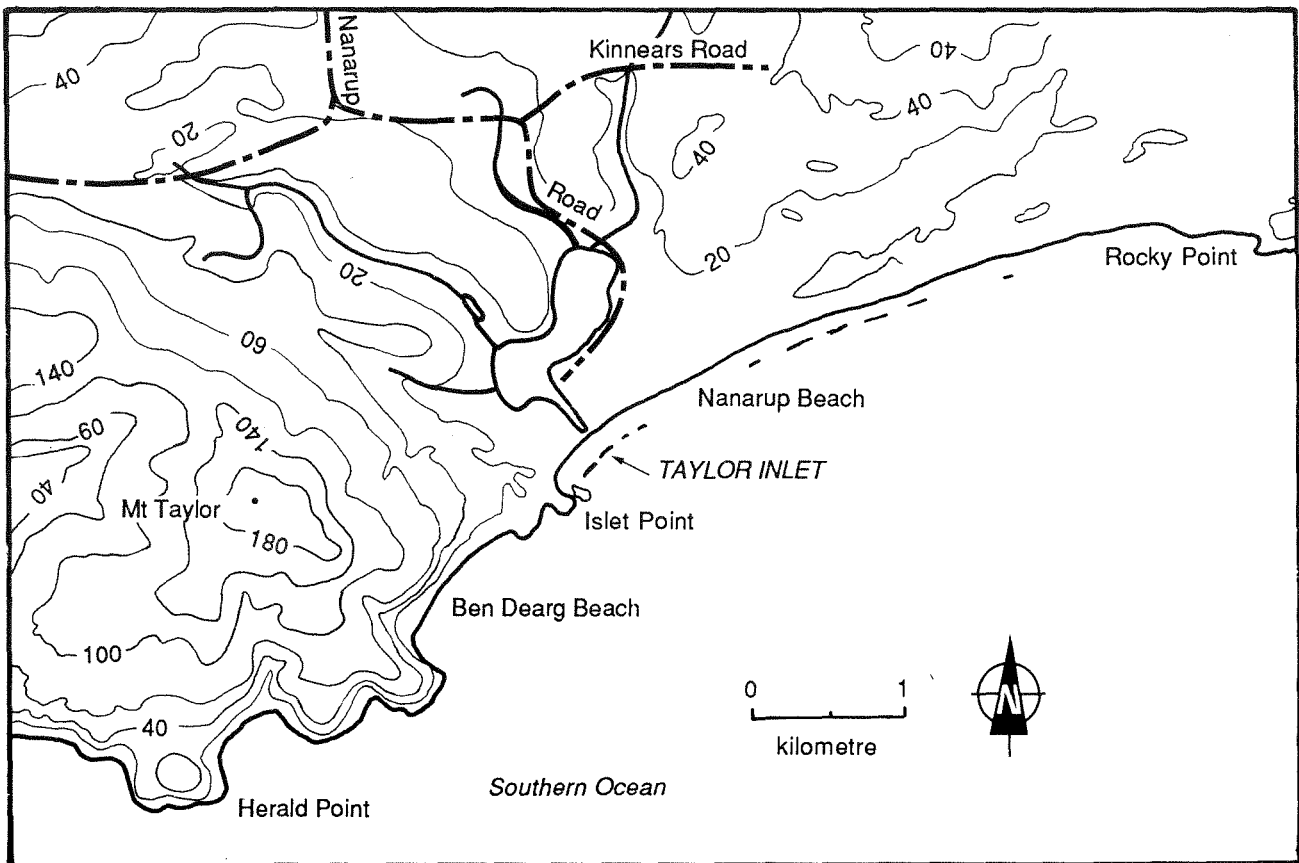 Nanarup
Kinnears Road
40
40
40
20
40
Road
20
20
Rocky Point
60
140
Nanarup Beach
60
140
TAYLOR INLET
40
Mt Taylor
Islet Point
180
Ben Dearg Beach
100
0 1
N
40
kilometre
Southern Ocean
Herald Point